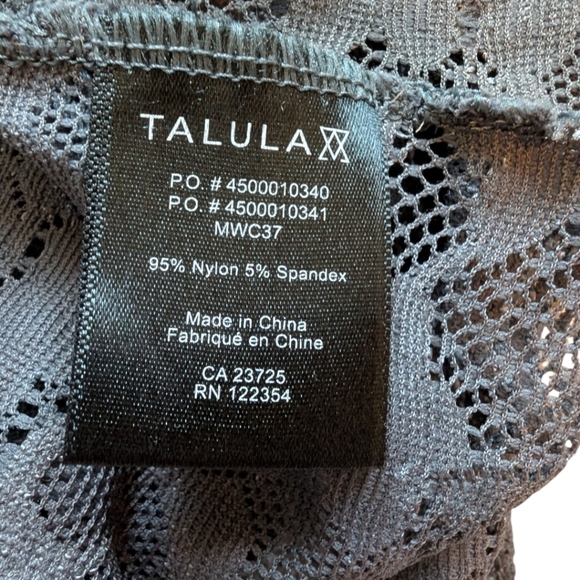 TALULA
P.O. # 4500010340
P.O. # 4500010341
MWC37
95% Nylon 5% Spandex
Made in China
Fabriqué en Chine
CA 23725
RN 122354